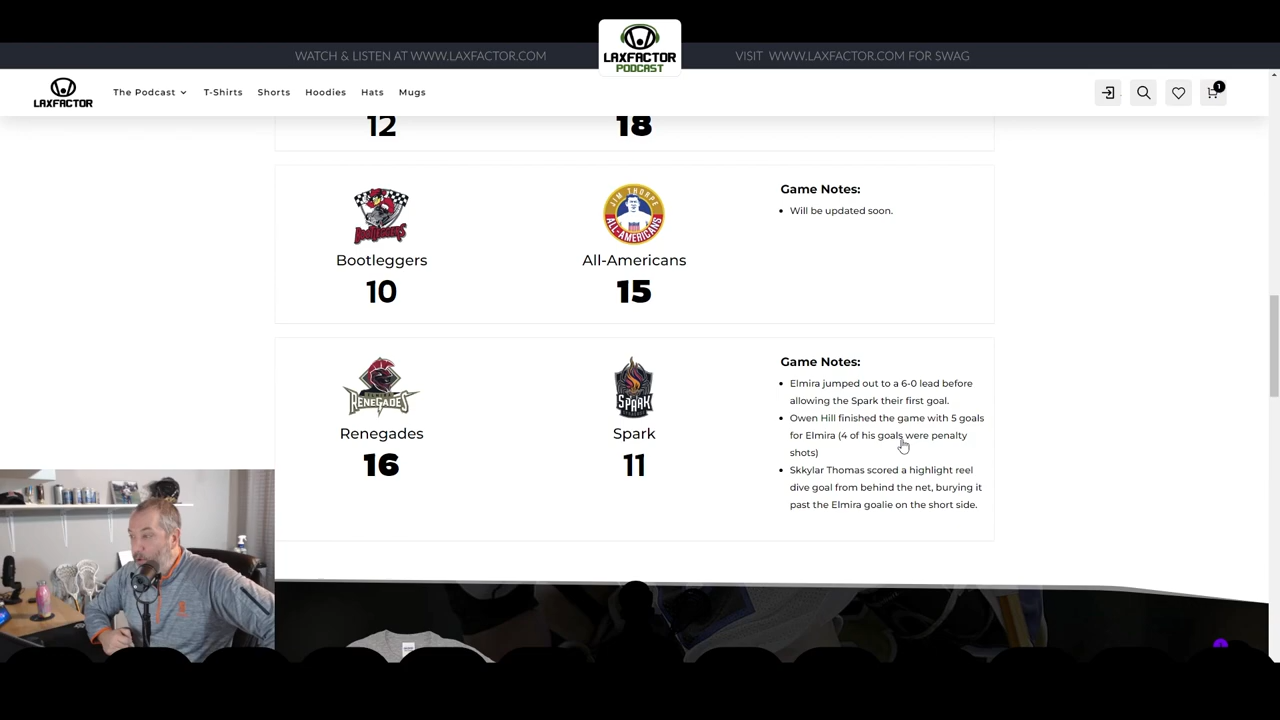 WATCH & LISTEN AT WWW.LAXFACTOR.COM
LAXFACTOR
PODCAST
VISIT WWW.LAXFACTOR.COM FOR SWAG
LAXFACTOR
The Podcast
T-Shirts
Shorts
Hoodies
Hats
Mugs
1
12
18
BOOTLEGGERS
Bootleggers
10
JIM THORPE
ALL-AMERICANS
All-Americans
15
Game Notes:
Will be updated soon.
RENEGADES
Renegades
16
SPARK
Spark
11
Game Notes:
Elmira jumped out to a 6-0 lead before
allowing the Spark their first goal.
Owen Hill finished the game with 5 goals
for Elmira (4 of his goals were penalty
shots)
Skkylar Thomas scored a highlight reel
dive goal from behind the net, burying it
past the Elmira goalie on the short side.